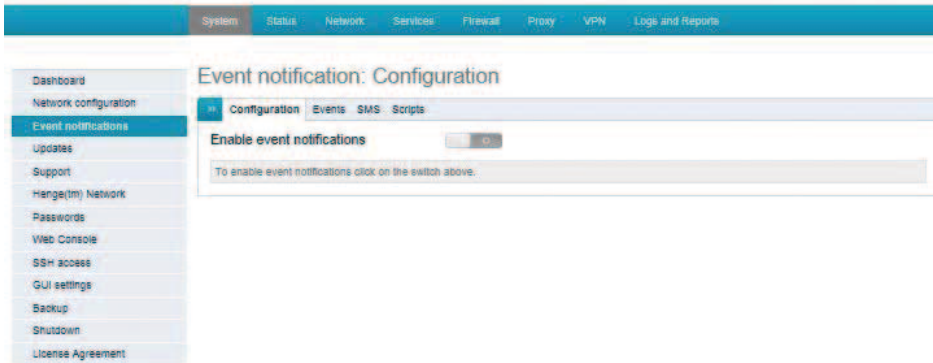 System Status Network Services Firewall Proxy VPN Logs and Reports
Dashboard
Network configuration
Event notifications
Updates
Support
Henge(tm) Network
Passwords
Web Console
SSH access
GUI settings
Backup
Shutdown
License Agreement
Event notification: Configuration
>> Configuration Events SMS Scripts
Enable event notifications
To enable event notifications click on the switch above.